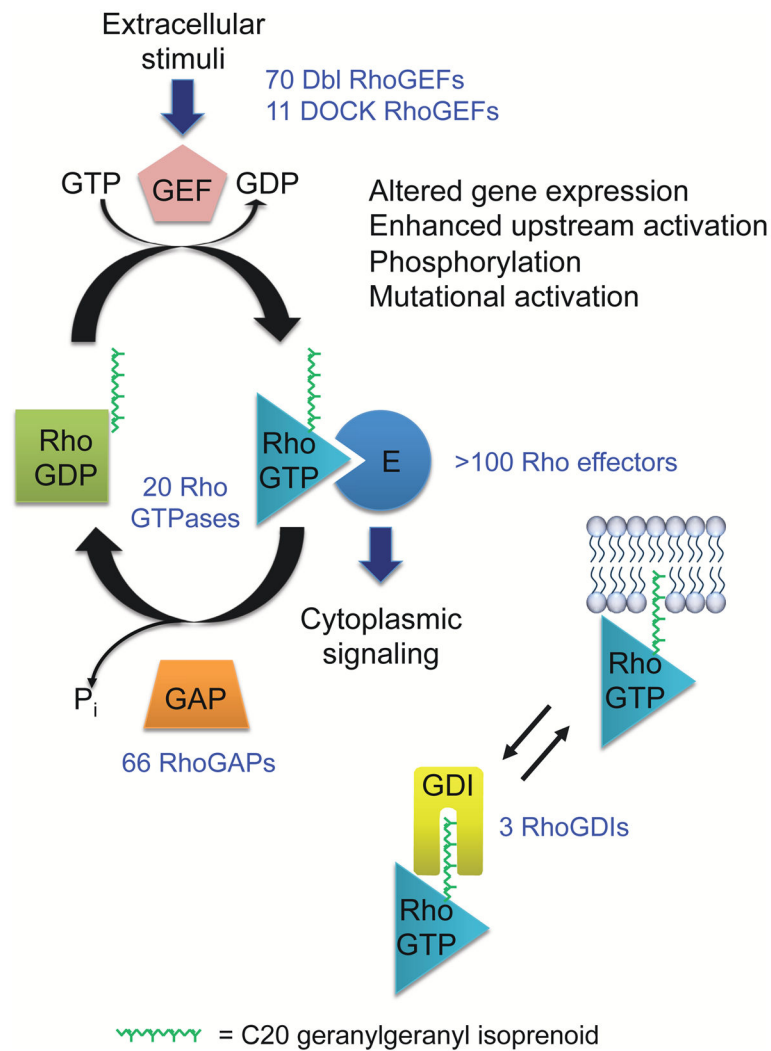 Extracellular
stimuli
70 Dbl RhoGEFs
11 DOCK RhoGEFs
GTP
GEF
GDP
Altered gene expression
Enhanced upstream activation
Phosphorylation
Mutational activation
Rho
GDP
Rho
GTP
E
>100 Rho effectors
20 Rho
GTPases
Cytoplasmic
signaling
Pi
GAP
66 RhoGAPs
Rho
GTP
GDI
3 RhoGDIs
Rho
GTP
= C20 geranylgeranyl isoprenoid